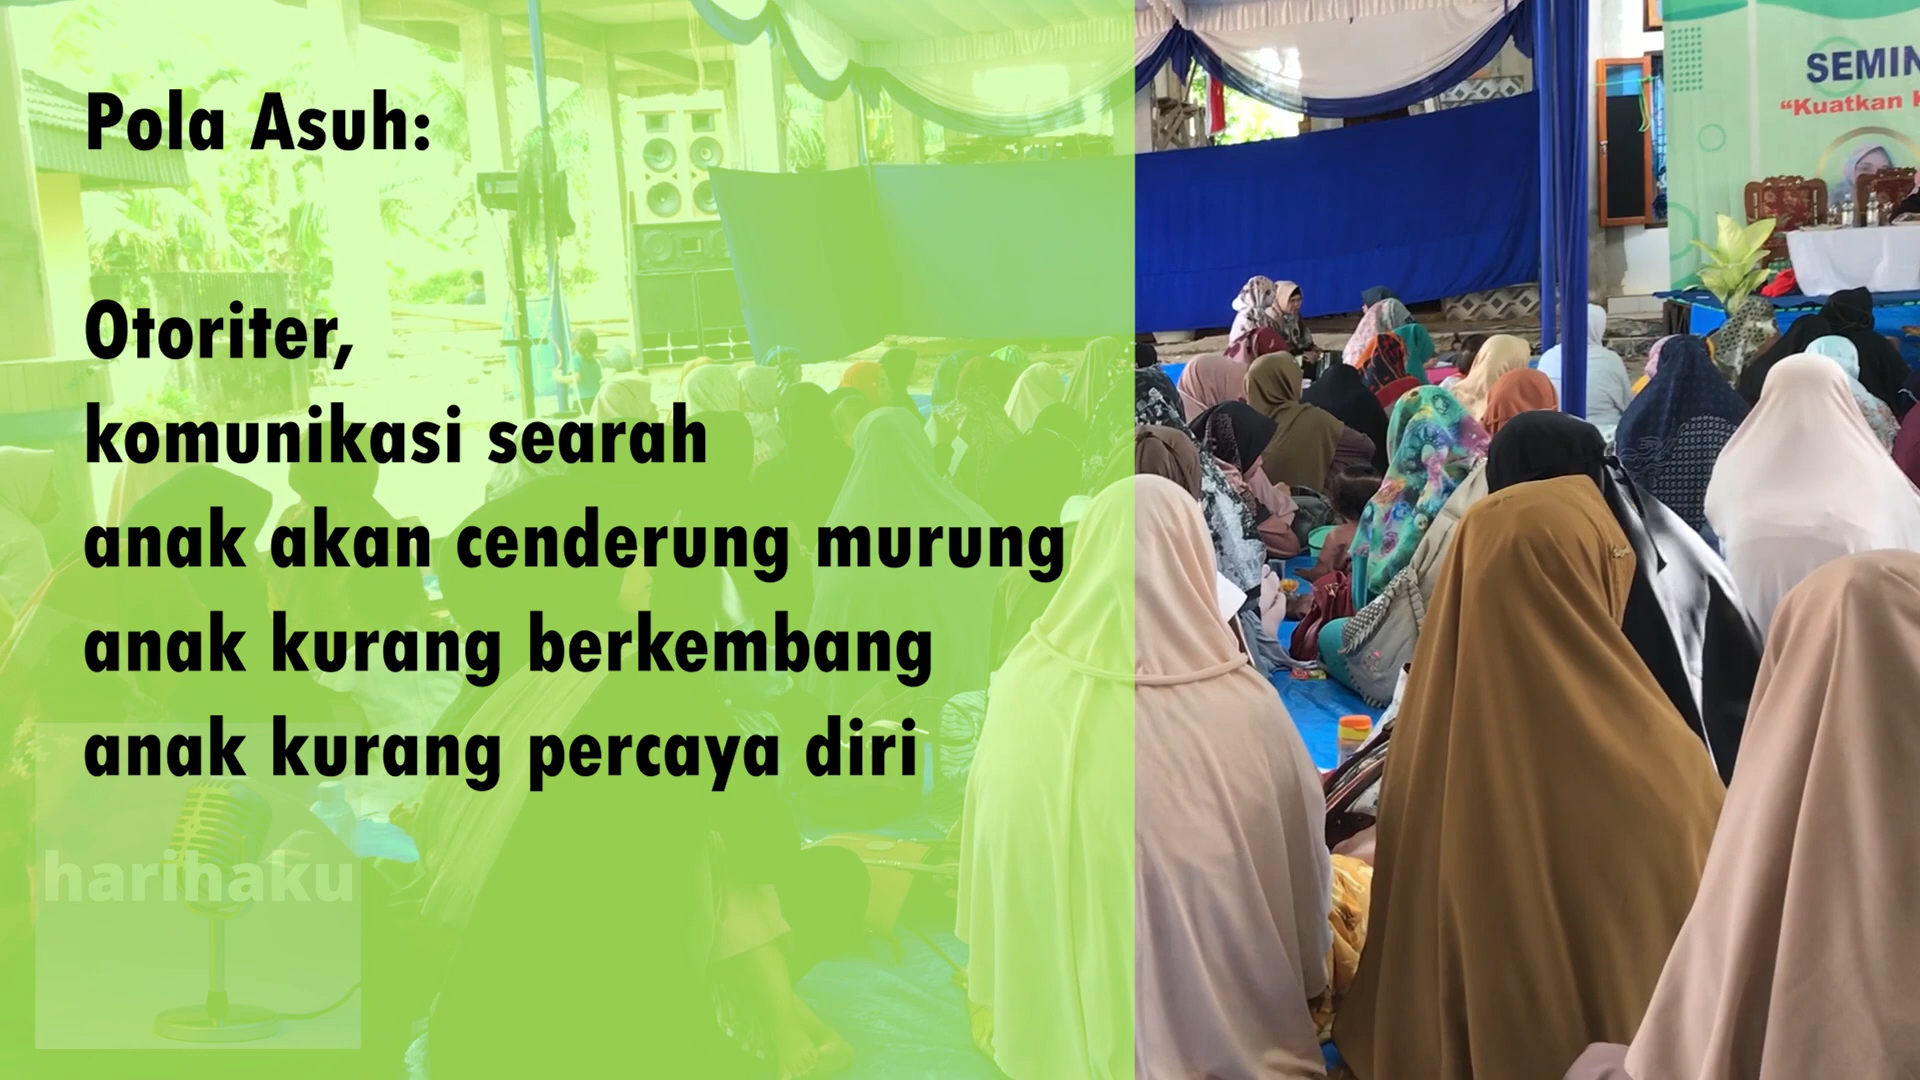 Pola Asuh:
Otoriter,
komunikasi searah
anak akan cenderung murung
anak kurang berkembang
anak kurang percaya diri
harihaku
SEMIN
“Kuatkan